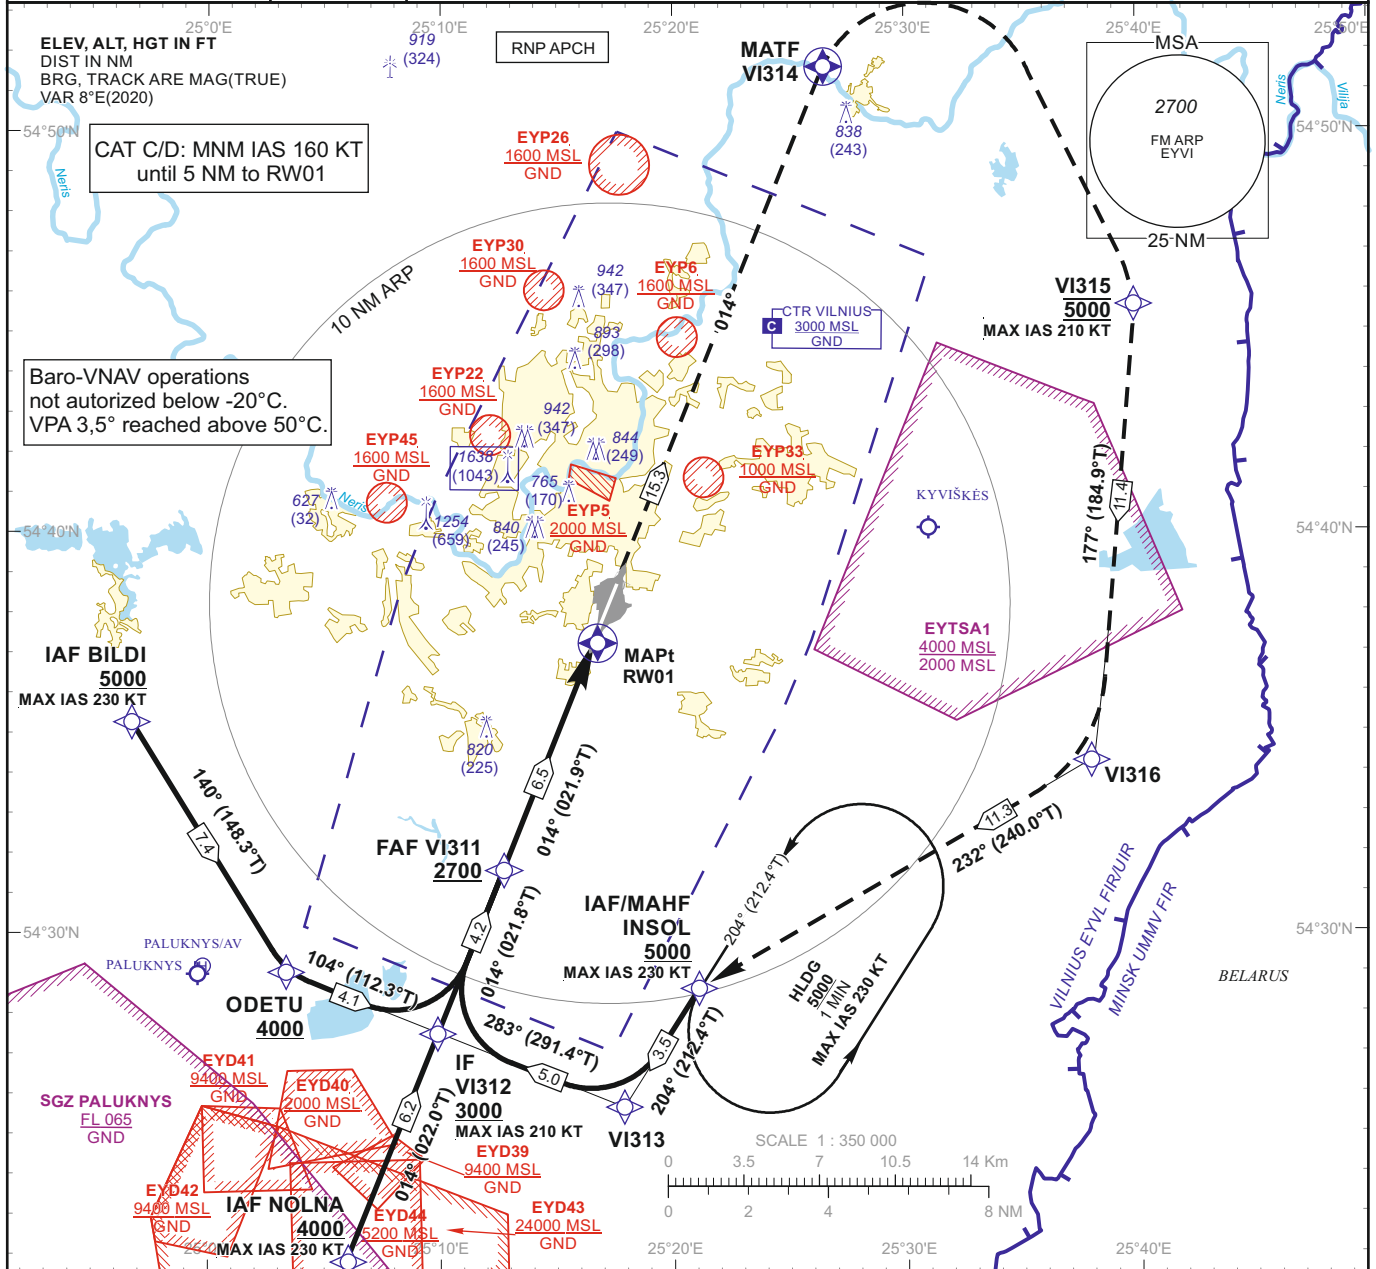 25°0'E
25°10'E
25°20'E
25°30'E
25°40'E
25°50'E
ELEV, ALT, HGT IN FT
DIST IN NM
BRG, TRACK ARE MAG(TRUE)
VAR 8°E(2020)
919
(324)
RNP APCH
MATF
VI314
MSA
2700
FM ARP
EYVI
25 NM
Neris
Vilija
54°50'N
54°50'N
838
(243)
CAT C/D: MNM IAS 160 KT
until 5 NM to RW01
Neris
EYP26
1600 MSL
GND
EYP30
1600 MSL
GND
942
(347)
EYP6
1600 MSL
GND
10 NM ARP
014°
CTR VILNIUS
C
3000 MSL
GND
VI315
5000
MAX IAS 210 KT
893
(298)
Baro-VNAV operations
not autorized below -20°C.
VPA 3,5° reached above 50°C.
EYP22
1600 MSL
GND
942
(347)
844
(249)
EYP45
1600 MSL
GND
1638
(1043)
EYP33
1000 MSL
GND
765
(170)
15.3
627
(32)
Neris
1254
(659)
840
(245)
EYP5
2000 MSL
GND
KYVIŠKĖS
177° (184.9°T)
11.4
54°40'N
54°40'N
EYTSA1
4000 MSL
2000 MSL
IAF BILDI
5000
MAX IAS 230 KT
MAPt
RW01
820
(225)
VI316
140° (148.3°T)
7.4
6.5
014° (021.9°T)
11.3
232° (240.0°T)
FAF VI311
2700
204° (212.4°T)
IAF/MAHF
INSOL
5000
MAX IAS 230 KT
4.2
014° (021.8°T)
VILNIUS EYVL FIR/UIR
MINSK UMMV FIR
54°30'N
54°30'N
PALUKNYS/AV
PALUKNYS
BELARUS
104° (112.3°T)
4.1
HLDG
5000
1 MIN
MAX IAS 230 KT
ODETU
4000
283° (291.4°T)
5.0
3.5
204° (212.4°T)
IF
VI312
3000
MAX IAS 210 KT
VI313
EYD41
9400 MSL
GND
EYD40
2000 MSL
GND
SGZ PALUKNYS
FL 065
GND
6.2
014° (022.0°T)
SCALE 1 : 350 000
0 3.5 7 10.5 14 Km
0 2 4 8 NM
EYD39
9400 MSL
GND
EYD42
9400 MSL
GND
IAF NOLNA
4000
MAX IAS 230 KT
EYD44
5200 MSL
GND
EYD43
24000 MSL
GND
25°10'E
25°20'E
25°30'E
25°40'E